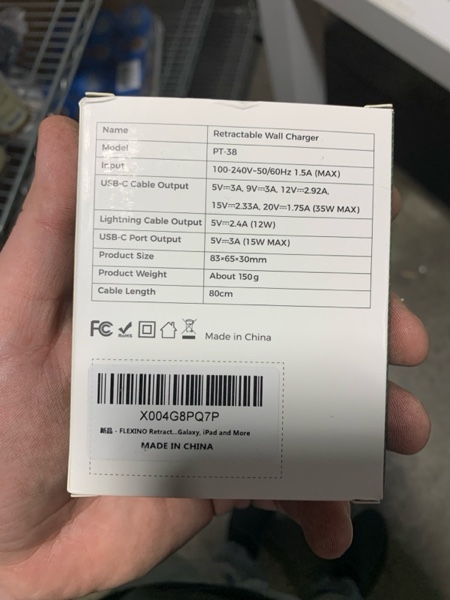 Name Retractable Wall Charger
Model PT-38
Input 100-240V~50/60Hz 1.5A (MAX)
USB-C Cable Output 5V⎓3A, 9V⎓3A, 12V⎓2.92A,
15V⎓2.33A, 20V⎓1.75A (35W MAX)
Lightning Cable Output 5V⎓2.4A (12W)
USB-C Port Output 5V⎓3A (15W MAX)
Product Size 83×65×30mm
Product Weight About 150g
Cable Length 80cm
FC RoHS Made in China
X004G8PQ7P
新品 - FLEXINO Retract...Galaxy, iPad and More
MADE IN CHINA